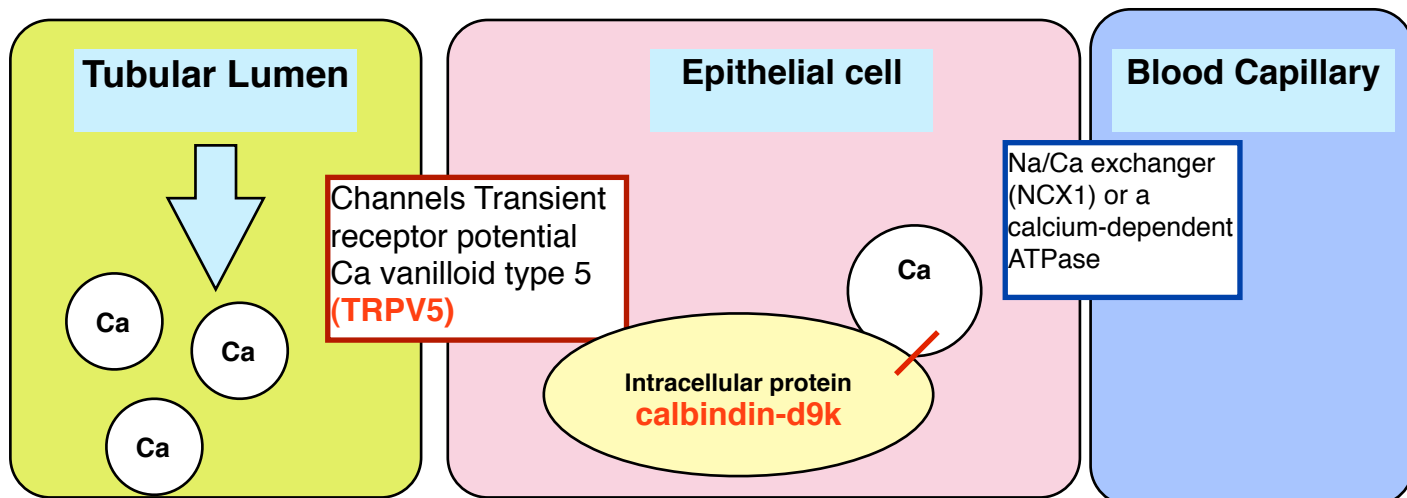 Tubular Lumen
Epithelial cell
Blood Capillary
Channels Transient
receptor potential
Ca vanilloid type 5
(TRPV5)
Na/Ca exchanger
(NCX1) or a
calcium-dependent
ATPase
Ca
Ca
Ca
Ca
Intracellular protein
calbindin-d9k